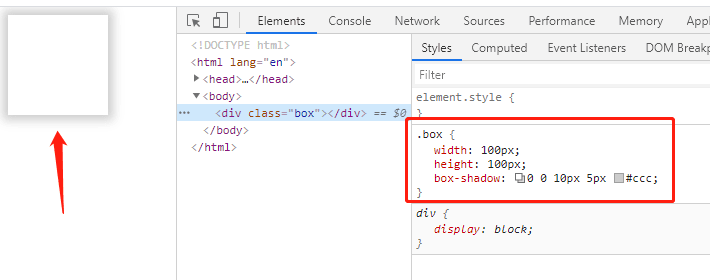 Elements Console Network Sources Performance Memory
<!DOCTYPE html>
<html lang="en">
<head>…</head>
<body>
<div class="box"></div> == $0
</body>
</html>
Styles Computed Event Listeners DOM Breakp
Filter
element.style {
}
.box {
width: 100px;
height: 100px;
box-shadow: 0 0 10px 5px #ccc;
}
div {
display: block;
}